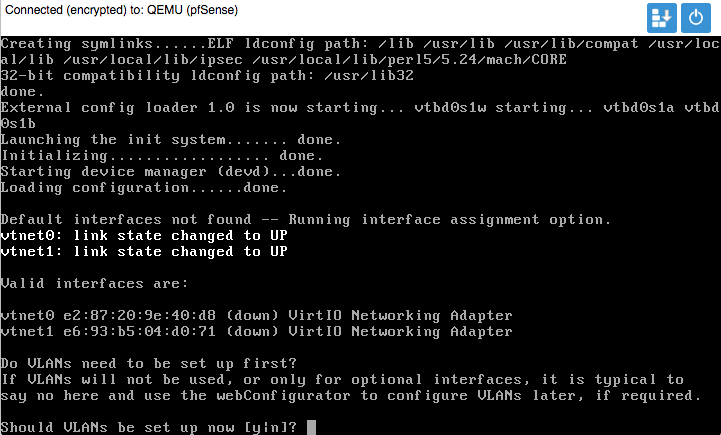 Connected (encrypted) to: QEMU (pfSense)
Creating symlinks......ELF ldconfig path: /lib /usr/lib /usr/lib/compat /usr/loc
al/lib /usr/local/lib/ipsec /usr/local/lib/perl5/5.24/mach/CORE
32-bit compatibility ldconfig path: /usr/lib32
done.
External config loader 1.0 is now starting... vtbd0s1w starting... vtbd0s1a vtbd
0s1b
Launching the init system....... done.
Initializing.................. done.
Starting device manager (devd)...done.
Loading configuration......done.
Default interfaces not found -- Running interface assignment option.
vtnet0: link state changed to UP
vtnet1: link state changed to UP
Valid interfaces are:
vtnet0 e2:87:20:9e:40:d8 (down) VirtIO Networking Adapter
vtnet1 e6:93:b5:04:d0:71 (down) VirtIO Networking Adapter
Do VLANs need to be set up first?
If VLANs will not be used, or only for optional interfaces, it is typical to
say no here and use the webConfigurator to configure VLANs later, if required.
Should VLANs be set up now [y|n]?